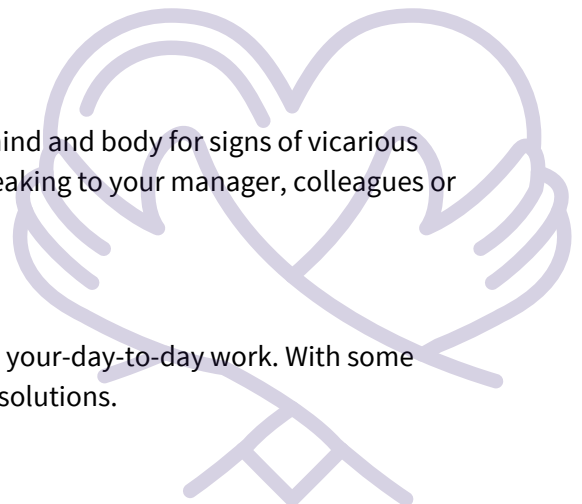 ind and body for signs of vicarious
eaking to your manager, colleagues or
your-day-to-day work. With some
solutions.